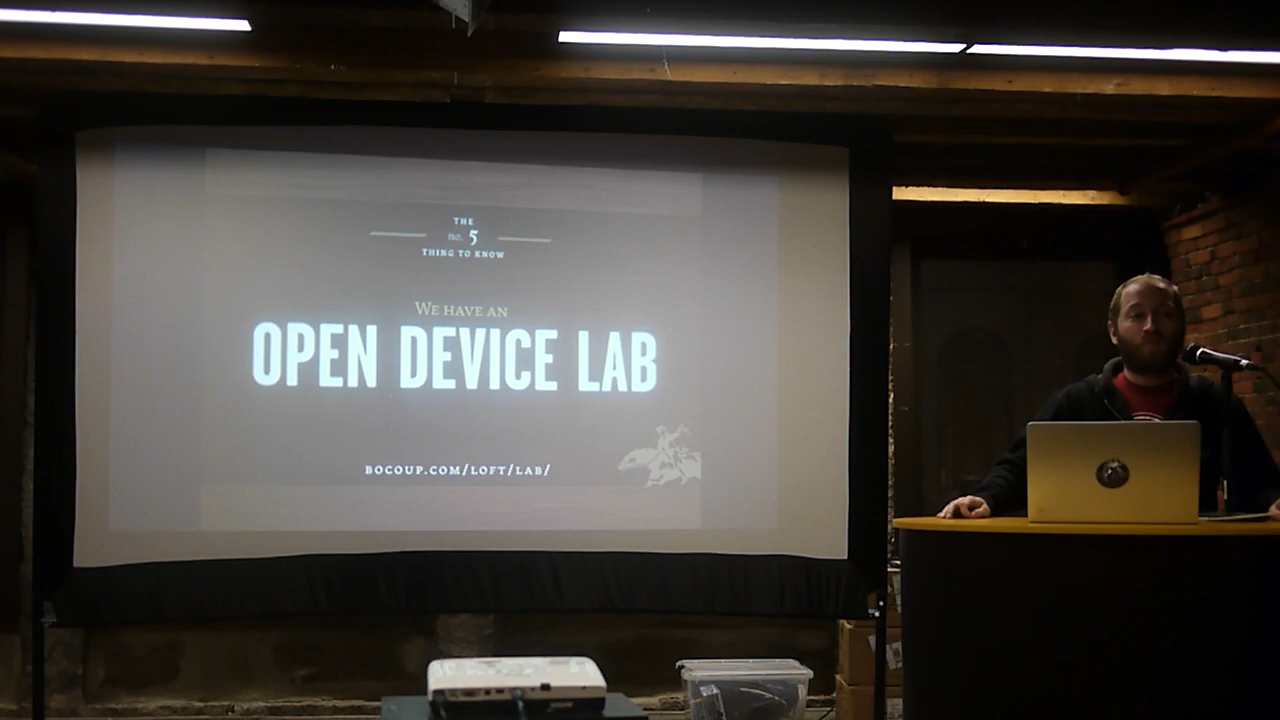 THE
no. 5
THING TO KNOW
WE HAVE AN
OPEN DEVICE LAB
BOCOUP.COM/LOFT/LAB/